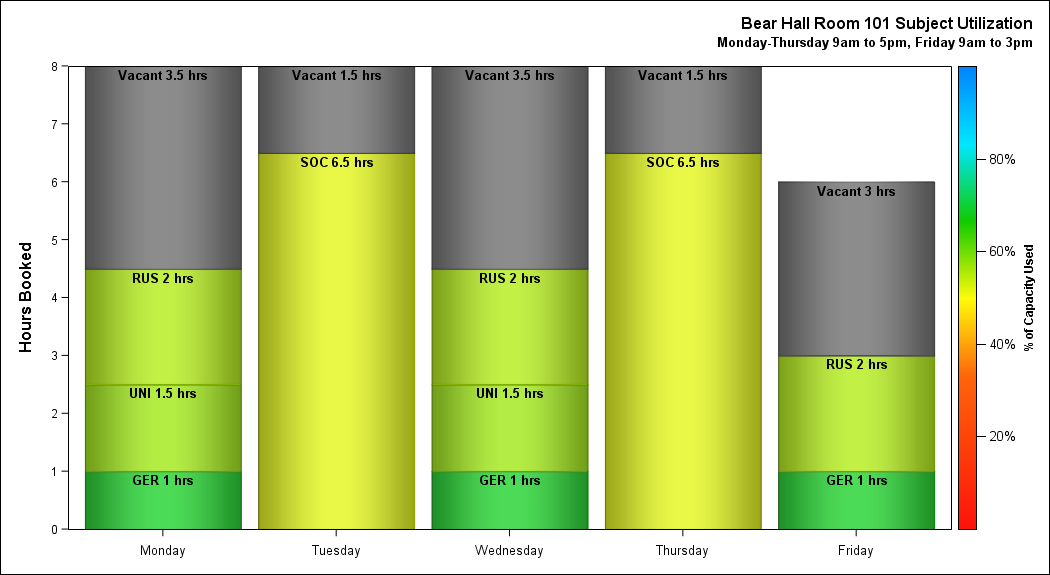 Bear Hall Room 101 Subject Utilization
Monday-Thursday 9am to 5pm, Friday 9am to 3pm
Hours Booked
8
7
6
5
4
3
2
1
0
Vacant 3.5 hrs
RUS 2 hrs
UNI 1.5 hrs
GER 1 hrs
Vacant 1.5 hrs
SOC 6.5 hrs
Vacant 3.5 hrs
RUS 2 hrs
UNI 1.5 hrs
GER 1 hrs
Vacant 1.5 hrs
SOC 6.5 hrs
Vacant 3 hrs
RUS 2 hrs
GER 1 hrs
Monday
Tuesday
Wednesday
Thursday
Friday
80%
60%
40%
20%
% of Capacity Used